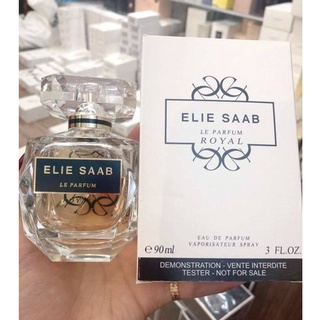 ELIE SAAB
LE PARFUM
ELIE SAAB
LE PARFUM
ROYAL
EAU DE PARFUM
VAPORISATEUR SPRAY
e 90ml 3 FL.OZ.
DEMONSTRATION - VENTE INTERDITE
TESTER - NOT FOR SALE